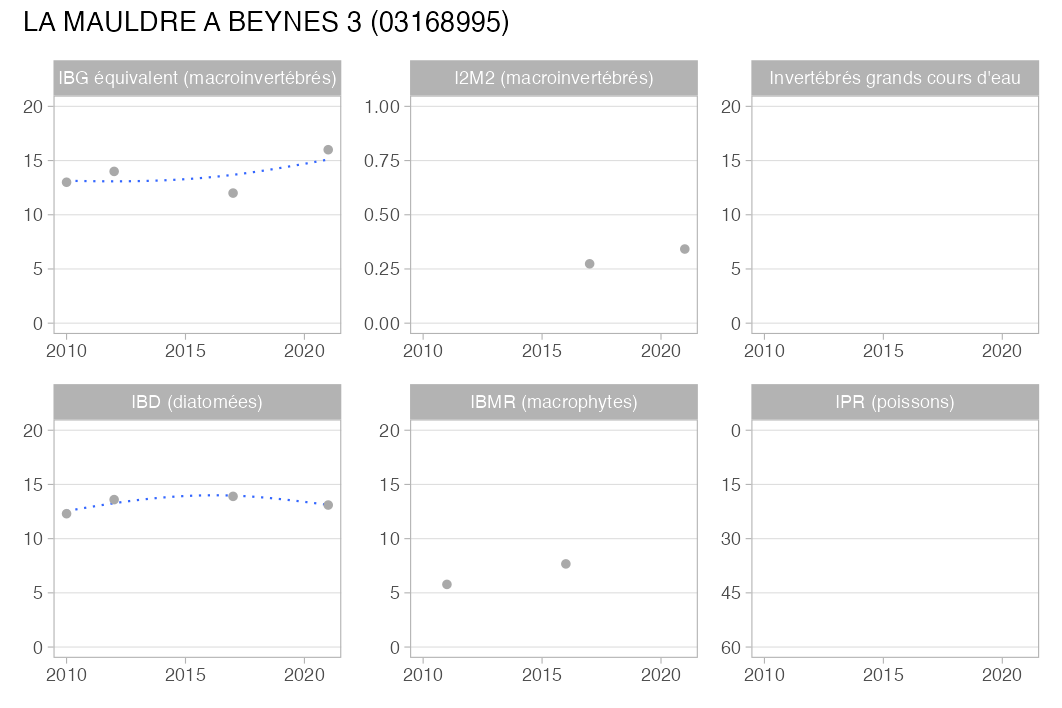 LA MAULDRE A BEYNES 3 (03168995)
IBG équivalent (macroinvertébrés)
20
15
10
5
0
2010 2015 2020
I2M2 (macroinvertébrés)
1.00
0.75
0.50
0.25
0.00
2010 2015 2020
Invertébrés grands cours d'eau
20
15
10
5
0
2010 2015 2020
IBD (diatomées)
20
15
10
5
0
2010 2015 2020
IBMR (macrophytes)
20
15
10
5
0
2010 2015 2020
IPR (poissons)
0
15
30
45
60
2010 2015 2020